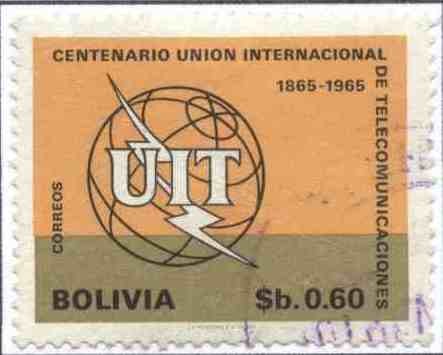 CENTENARIO UNION INTERNACIONAL
DE TELECOMUNICACIONES
1865-1965
UIT
CORREOS
BOLIVIA
$b. 0.60